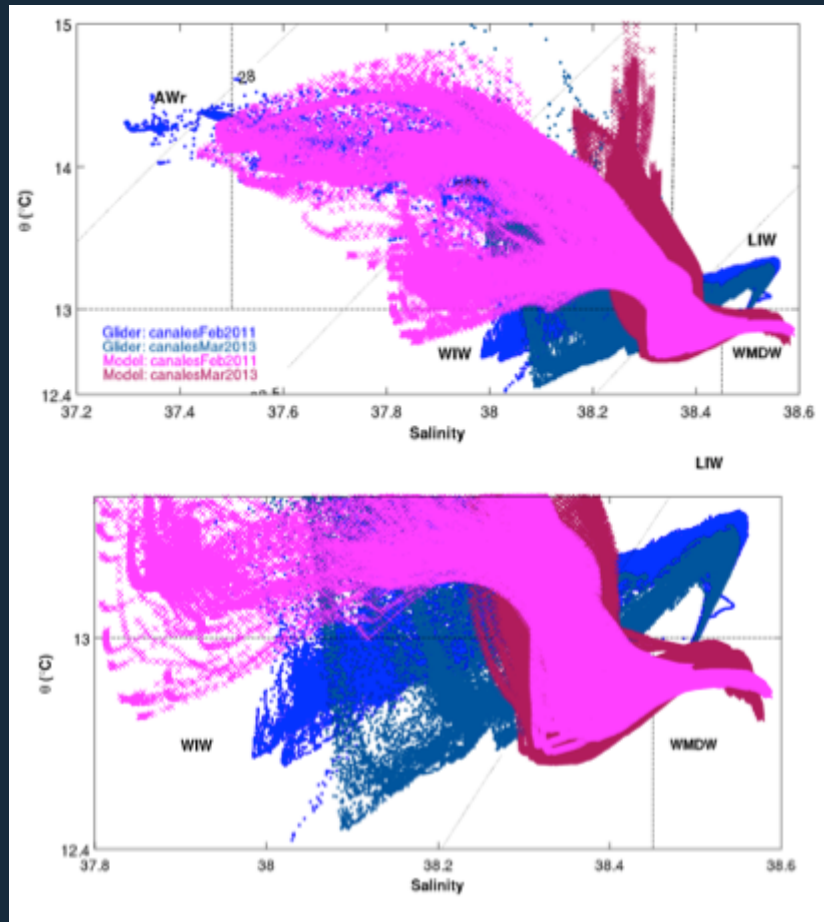 15
28
AWr
14
θ (°C)
LIW
13
Glider: canalesFeb2011
Glider: canalesMar2013
Model: canalesFeb2011
Model: canalesMar2013
WIW
WMDW
12.4
37.2
37.4
37.6
37.8
38
38.2
38.4
38.6
Salinity
LIW
13
θ (°C)
WIW
WMDW
12.4
37.8
38
38.2
38.4
38.6
Salinity